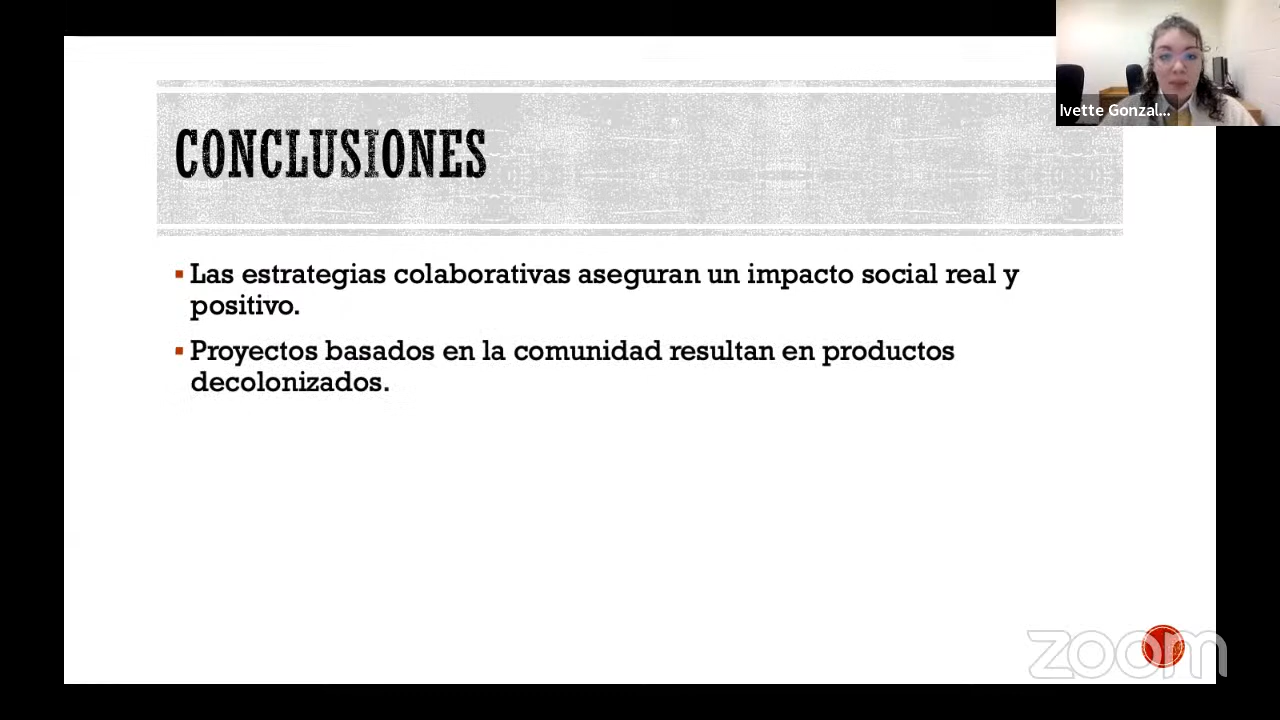 Ivette Gonzal...
CONCLUSIONES
▪ Las estrategias colaborativas aseguran un impacto social real y
positivo.
▪ Proyectos basados en la comunidad resultan en productos
decolonizados.
zoom